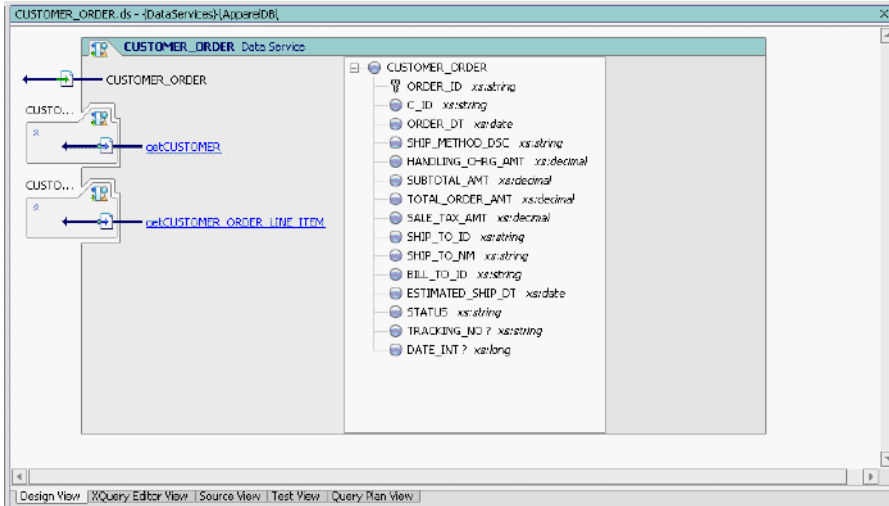 CUSTOMER_ORDER.ds - {DataServices}\ApparelDB\
CUSTOMER_ORDER Data Service
CUSTOMER_ORDER
CUSTO...
getCUSTOMER
CUSTO...
getCUSTOMER_ORDER_LINE_ITEM
CUSTOMER_ORDER
ORDER_ID xs:string
C_ID xs:string
ORDER_DT xs:date
SHIP_METHOD_DSC xs:string
HANDLING_CHRG_AMT xs:decimal
SUBTOTAL_AMT xs:decimal
TOTAL_ORDER_AMT xs:decimal
SALE_TAX_AMT xs:decimal
SHIP_TO_ID xs:string
SHIP_TO_NM xs:string
BILL_TO_ID xs:string
ESTIMATED_SHIP_DT xs:date
STATUS xs:string
TRACKING_NO ? xs:string
DATE_INT ? xs:long
Design View XQuery Editor View Source View Test View Query Plan View